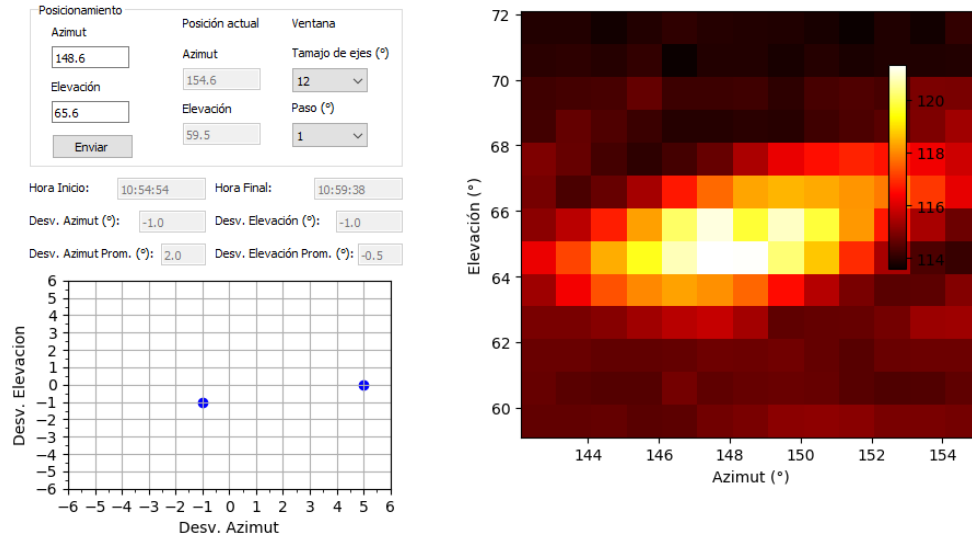 Posicionamiento
Azimut
148.6
Elevación
65.6
Enviar
Posición actual
Azimut
154.6
Elevación
59.5
Ventana
Tamajo de ejes (°)
12
Paso (°)
1
Hora Inicio: 10:54:54 Hora Final: 10:59:38
Desv. Azimut (°): -1.0 Desv. Elevación (°): -1.0
Desv. Azimut Prom. (°): 2.0 Desv. Elevación Prom. (°): -0.5
6
5
4
3
2
1
0
−1
−2
−3
−4
−5
−6
Desv. Elevacion
−6 −5 −4 −3 −2 −1 0 1 2 3 4 5 6
Desv. Azimut
72
70
68
66
64
62
60
Elevación (°)
144 146 148 150 152 154
Azimut (°)
120
118
116
114